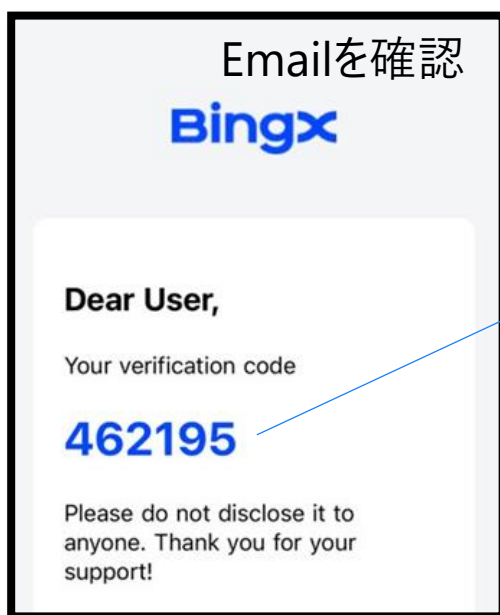 Emailを確認
BingX
Dear User,
Your verification code
462195
Please do not disclose it to
anyone. Thank you for your
support!